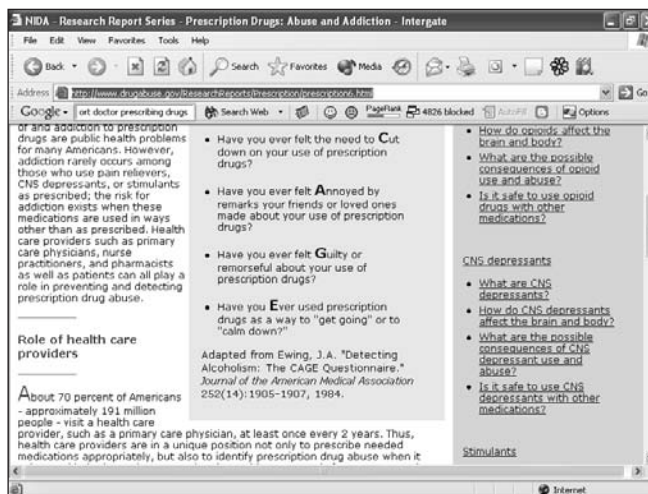 NIDA - Research Report Series - Prescription Drugs: Abuse and Addiction - Intergate
File Edit View Favorites Tools Help
Back Search Favorites Media
Address http://www.drugabuse.gov/ResearchReports/Prescription/prescription6.html Go
Google ort doctor prescribing drugs Search Web PageRank 4826 blocked AutoFill Options
of and addiction to prescription
drugs are public health problems
for many Americans. However,
addiction rarely occurs among
those who use pain relievers,
CNS depressants, or stimulants
as prescribed; the risk for
addiction exists when these
medications are used in ways
other than as prescribed. Health
care providers such as primary
care physicians, nurse
practitioners, and pharmacists
as well as patients can all play a
role in preventing and detecting
prescription drug abuse.
Role of health care
providers
About 70 percent of Americans
- approximately 191 million
people - visit a health care
provider, such as a primary care physician, at least once every 2 years. Thus,
health care providers are in a unique position not only to prescribe needed
medications appropriately, but also to identify prescription drug abuse when it
• Have you ever felt the need to Cut
down on your use of prescription
drugs?
• Have you ever felt Annoyed by
remarks your friends or loved ones
made about your use of prescription
drugs?
• Have you ever felt Guilty or
remorseful about your use of
prescription drugs?
• Have you Ever used prescription
drugs as a way to "get going" or to
"calm down?"
Adapted from Ewing, J.A. "Detecting
Alcoholism: The CAGE Questionnaire."
Journal of the American Medical Association
252(14):1905-1907, 1984.
• How do opioids affect the
brain and body?
• What are the possible
consequences of opioid
use and abuse?
• Is it safe to use opioid
drugs with other
medications?
CNS depressants
• What are CNS
depressants?
• How do CNS depressants
affect the brain and body?
• What are the possible
consequences of CNS
depressant use and
abuse?
• Is it safe to use CNS
depressants with other
medications?
Stimulants
Internet